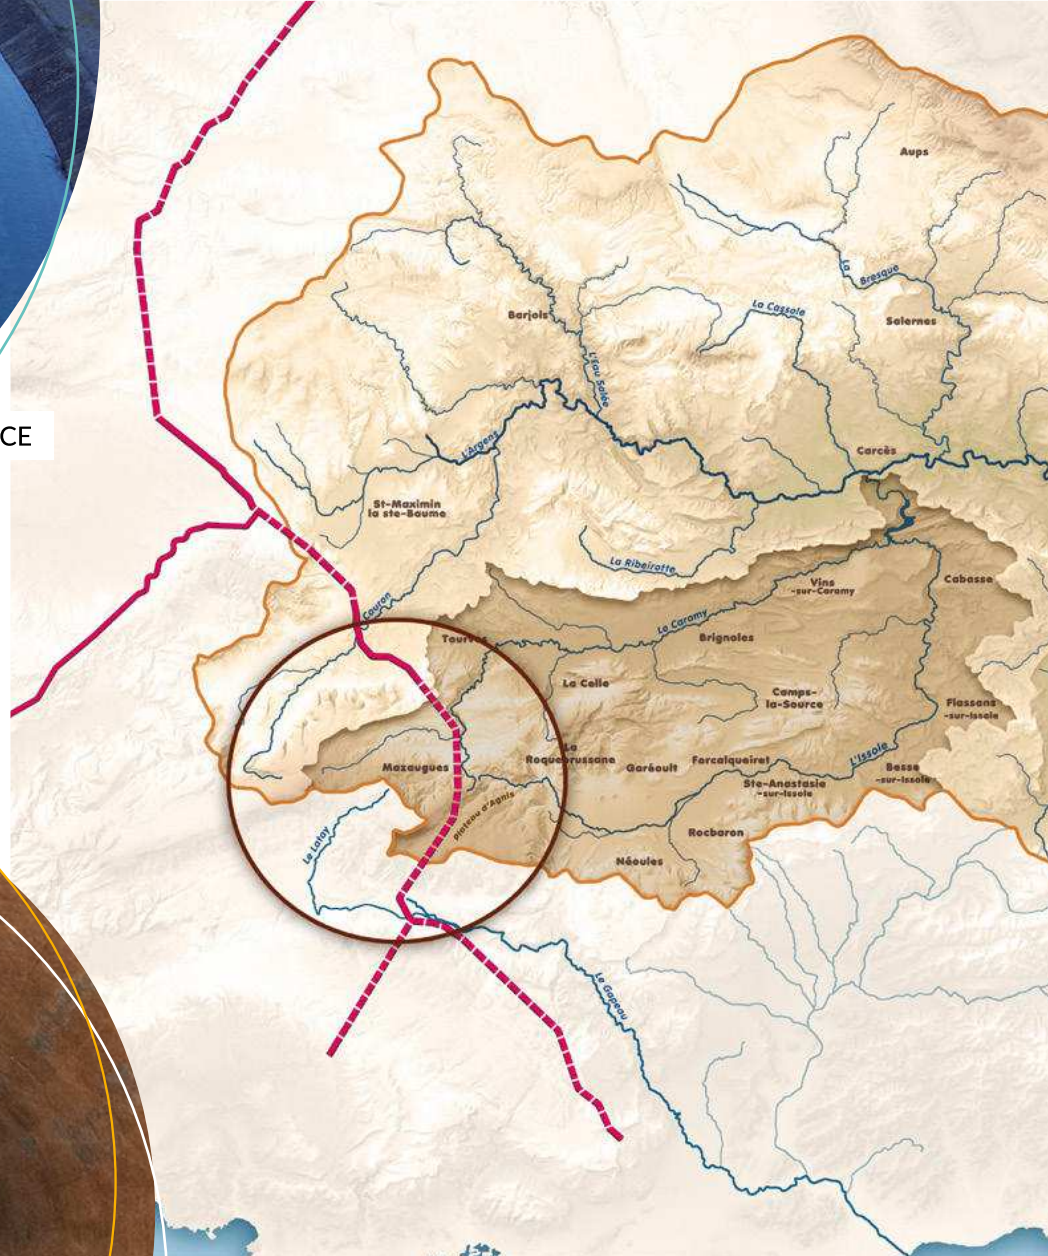 Aups
La
Bresque
La Cassole
Barjols
Salernes
L'Eau Salée
CE
L'Argens
Carcès
St-Maximin
la ste-Baume
La Ribeirotte
Vins
-sur-Caramy
Cabasse
Cauron
Le Caramy
Tourves
Brignoles
La Celle
Camps-
la-Source
Flassans
-sur-Issole
La
Roquebrussane
Mazaugues
Garéoult
Forcalqueiret
L'Issole
Besse
-sur-Issole
Ste-Anastasie
-sur-Issole
Plateau d'Agnis
Le Latay
Rocbaron
Néoules
Le Gapeau